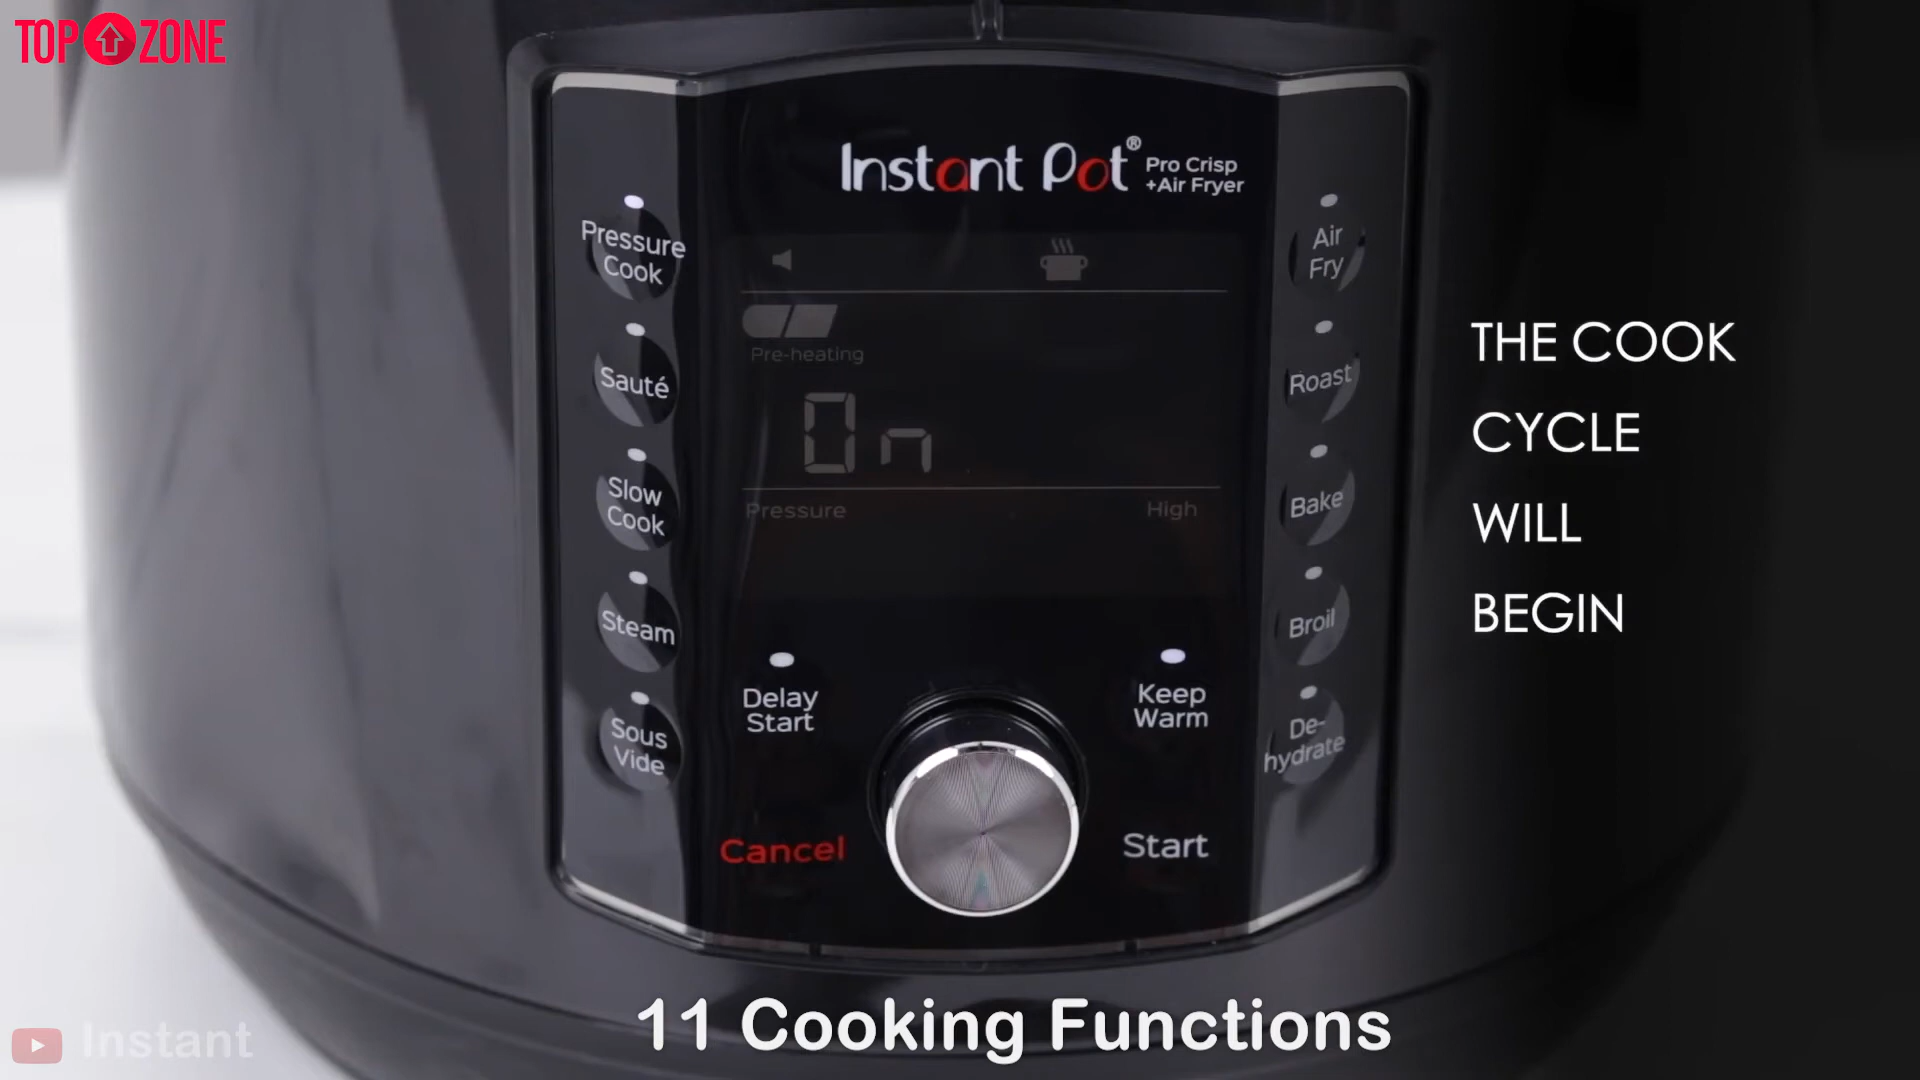 TOP ZONE
Instant Pot® Pro Crisp
+Air Fryer
Pressure
Cook
Sauté
Slow
Cook
Steam
Sous
Vide
Pre-heating
On
Pressure High
Delay
Start
Keep
Warm
Cancel
Start
Air
Fry
Roast
Bake
Broil
De-
hydrate
THE COOK
CYCLE
WILL
BEGIN
11 Cooking Functions
Instant